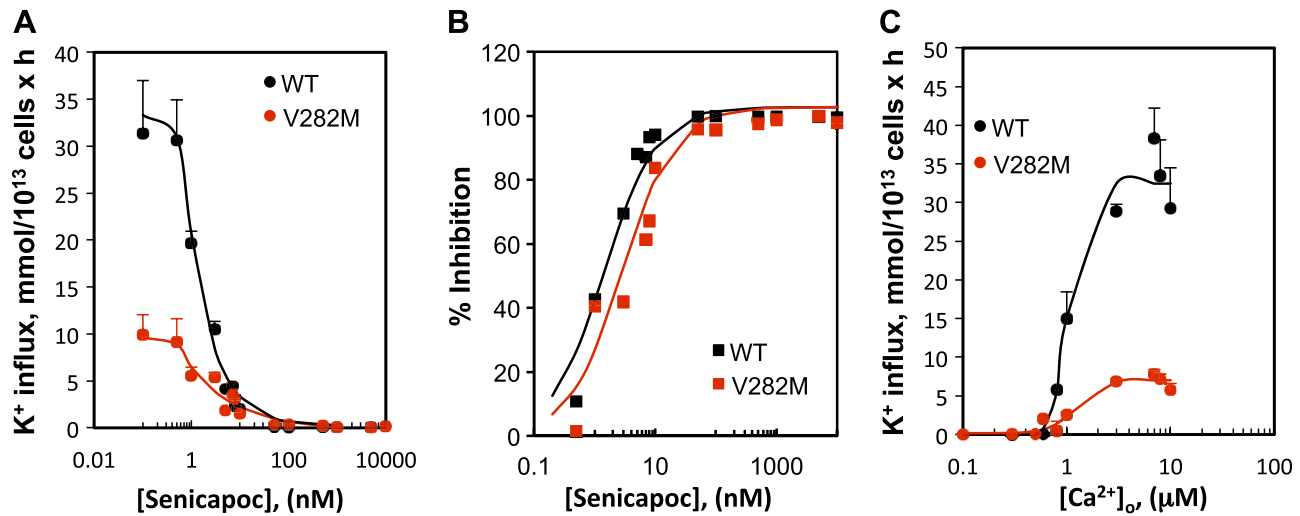 A
K⁺ influx, mmol/10¹³ cells x h
40
35
30
25
20
15
10
5
0
WT
V282M
0.01
1
100
10000
[Senicapoc], (nM)
B
% Inhibition
120
100
80
60
40
20
0
WT
V282M
0.1
10
1000
[Senicapoc], (nM)
C
K⁺ influx, mmol/10¹³ cells x h
50
45
40
35
30
25
20
15
10
5
0
WT
V282M
0.1
1
10
100
[Ca²⁺]ₒ, (μM)